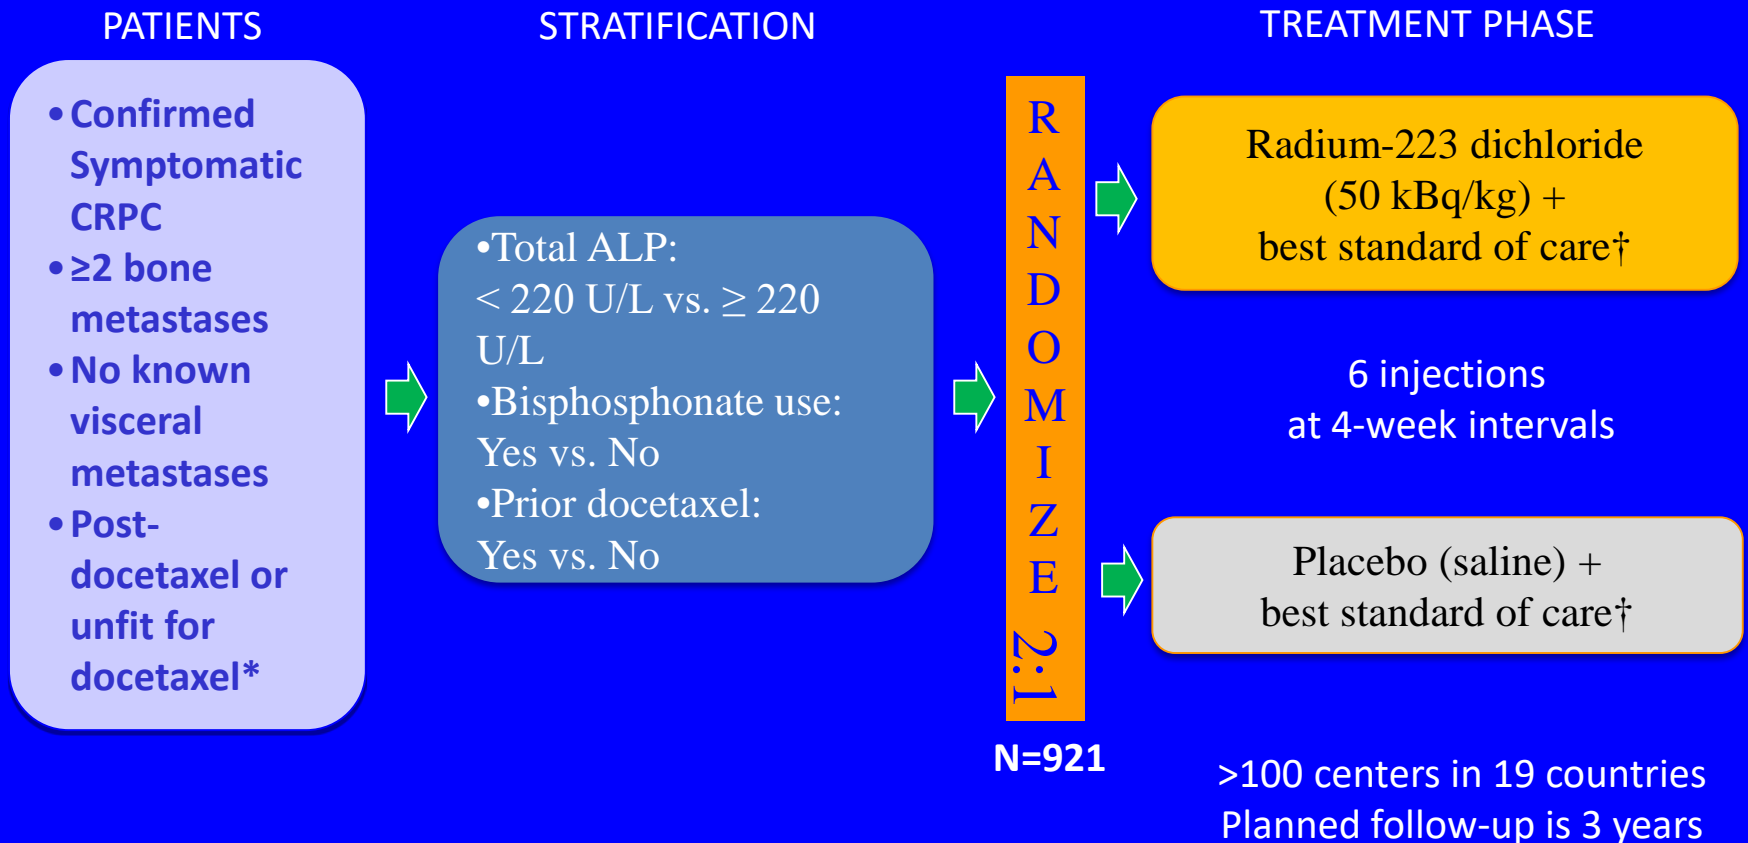 PATIENTS
• Confirmed
Symptomatic
CRPC
• ≥2 bone
metastases
• No known
visceral
metastases
• Post-
docetaxel or
unfit for
docetaxel*
STRATIFICATION
•Total ALP:
< 220 U/L vs. ≥ 220
U/L
•Bisphosphonate use:
Yes vs. No
•Prior docetaxel:
Yes vs. No
RANDOMIZE 2:1
N=921
TREATMENT PHASE
Radium-223 dichloride
(50 kBq/kg) +
best standard of care†
6 injections
at 4-week intervals
Placebo (saline) +
best standard of care†
>100 centers in 19 countries
Planned follow-up is 3 years